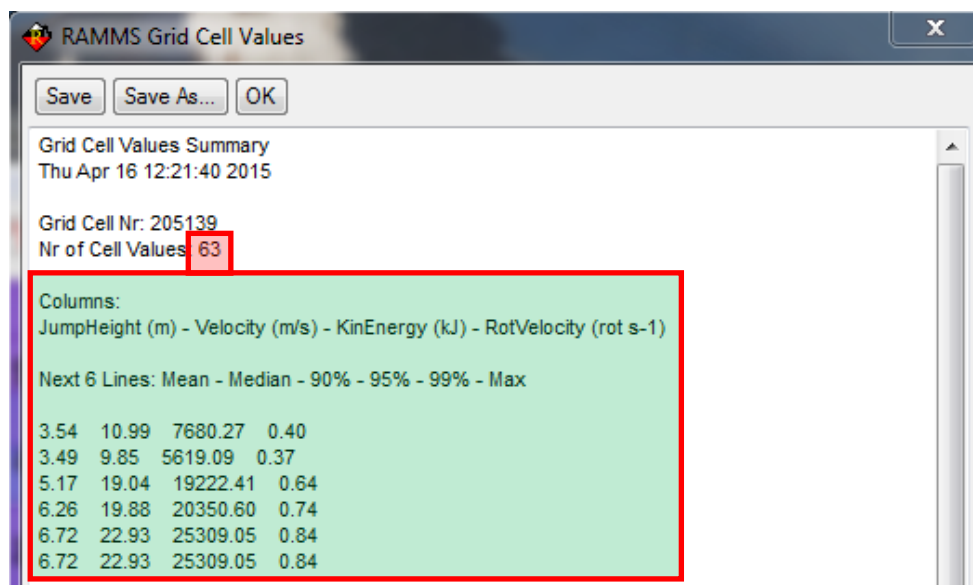 RAMMS Grid Cell Values
X
Save Save As... OK
Grid Cell Values Summary
Thu Apr 16 12:21:40 2015
Grid Cell Nr: 205139
Nr of Cell Values: 63
Columns:
JumpHeight (m) - Velocity (m/s) - KinEnergy (kJ) - RotVelocity (rot s-1)
Next 6 Lines: Mean - Median - 90% - 95% - 99% - Max
3.54 10.99 7680.27 0.40
3.49 9.85 5619.09 0.37
5.17 19.04 19222.41 0.64
6.26 19.88 20350.60 0.74
6.72 22.93 25309.05 0.84
6.72 22.93 25309.05 0.84